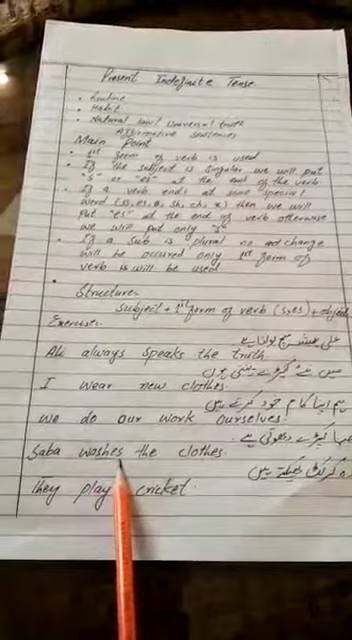 Present Indefinite Tense
• Routine
• Habit
• Natural law/ Universal truth
Affirmative sentences
Main Point
• 1st form of verb is used
• If the subject is singular we will put
"s" or "es" at the end of the verb
• If a verb ends at some special
word (ss, es, o, sh, ch, x) then we will
put "es" at the end of verb otherwise
we will put only "s"
• If a sub is plural no change
will be occured only 1st form of
verb is will be used
• Structure:
Subject + 1st form of verb (s, es) + object
Exercise:
علی ہمیشہ سچ بولتا ہے
Ali always speaks the truth.
میں نئے کپڑے پہنتی ہوں
I wear new clothes.
ہم اپنا کام خود کرتے ہیں
We do our work ourselves.
صبا کپڑے دھوتی ہے
Saba washes the clothes.
وہ کرکٹ کھیلتے ہیں
They play cricket.